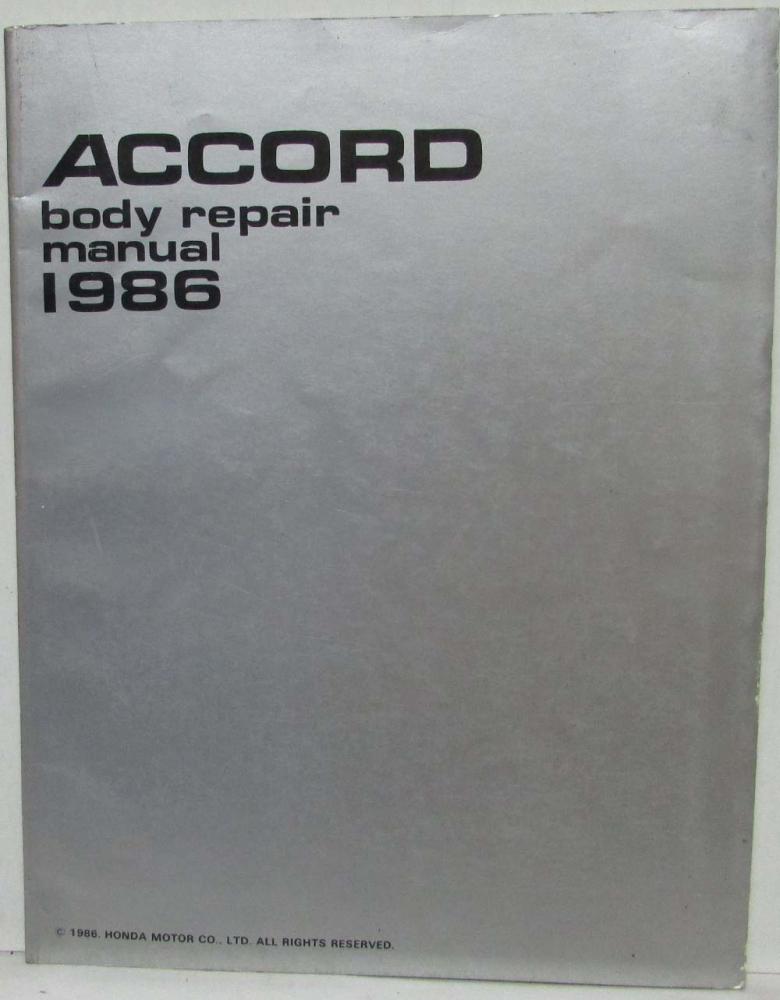 ACCORD
body repair
manual
1986
© 1986. HONDA MOTOR CO., LTD. ALL RIGHTS RESERVED.